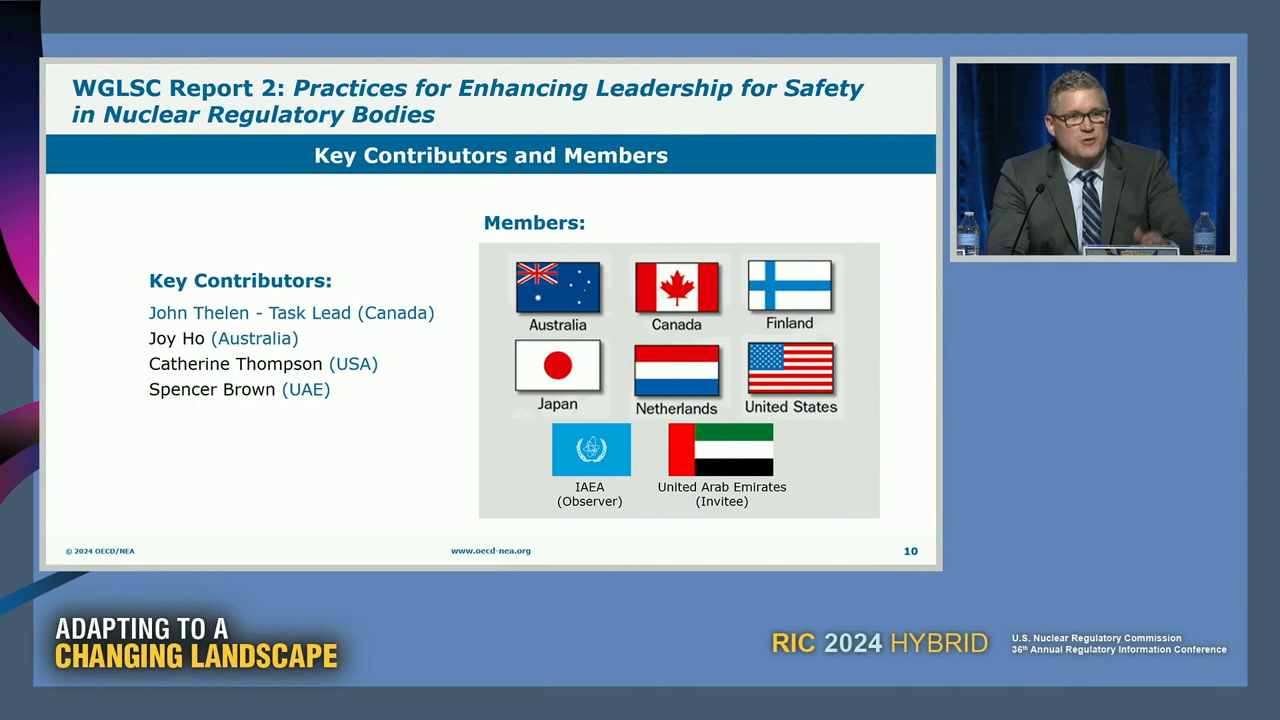 WGLSC Report 2: Practices for Enhancing Leadership for Safety
in Nuclear Regulatory Bodies
Key Contributors and Members
Members:
Key Contributors:
John Thelen - Task Lead (Canada)
Joy Ho (Australia)
Catherine Thompson (USA)
Spencer Brown (UAE)
Australia
Canada
Finland
Japan
Netherlands
United States
IAEA
(Observer)
United Arab Emirates
(Invitee)
© 2024 OECD/NEA
www.oecd-nea.org
10
ADAPTING TO A
CHANGING LANDSCAPE
RIC 2024 HYBRID
U.S. Nuclear Regulatory Commission
36th Annual Regulatory Information Conference